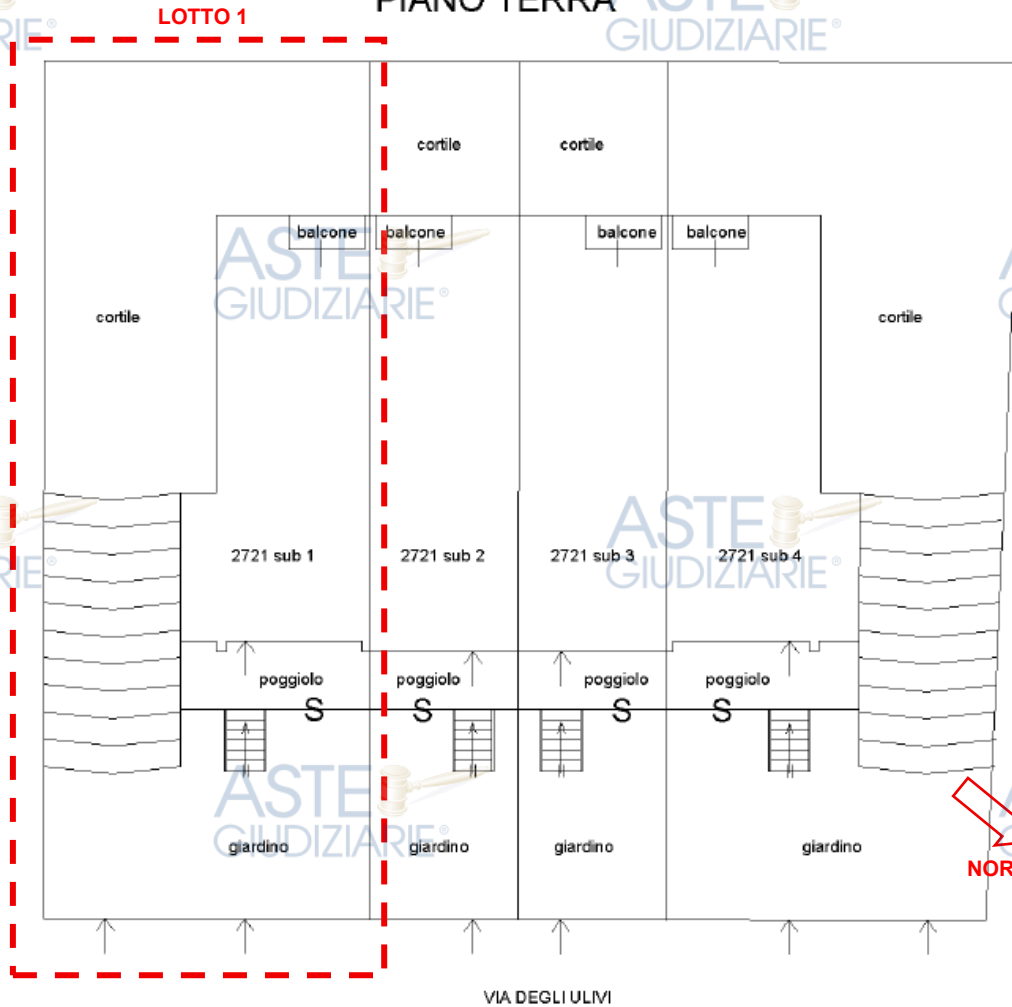 PIANO TERRA
LOTTO 1
ASTE
GIUDIZIARIE®
cortile cortile
balcone balcone balcone balcone
ASTE
GIUDIZIARIE®
cortile cortile
ASTE
GIUDIZIARIE®
2721 sub 1 2721 sub 2 2721 sub 3 2721 sub 4
poggiolo poggiolo poggiolo poggiolo
S S S S
ASTE
GIUDIZIARIE®
giardino giardino giardino giardino
NOR
VIA DEGLI ULIVI